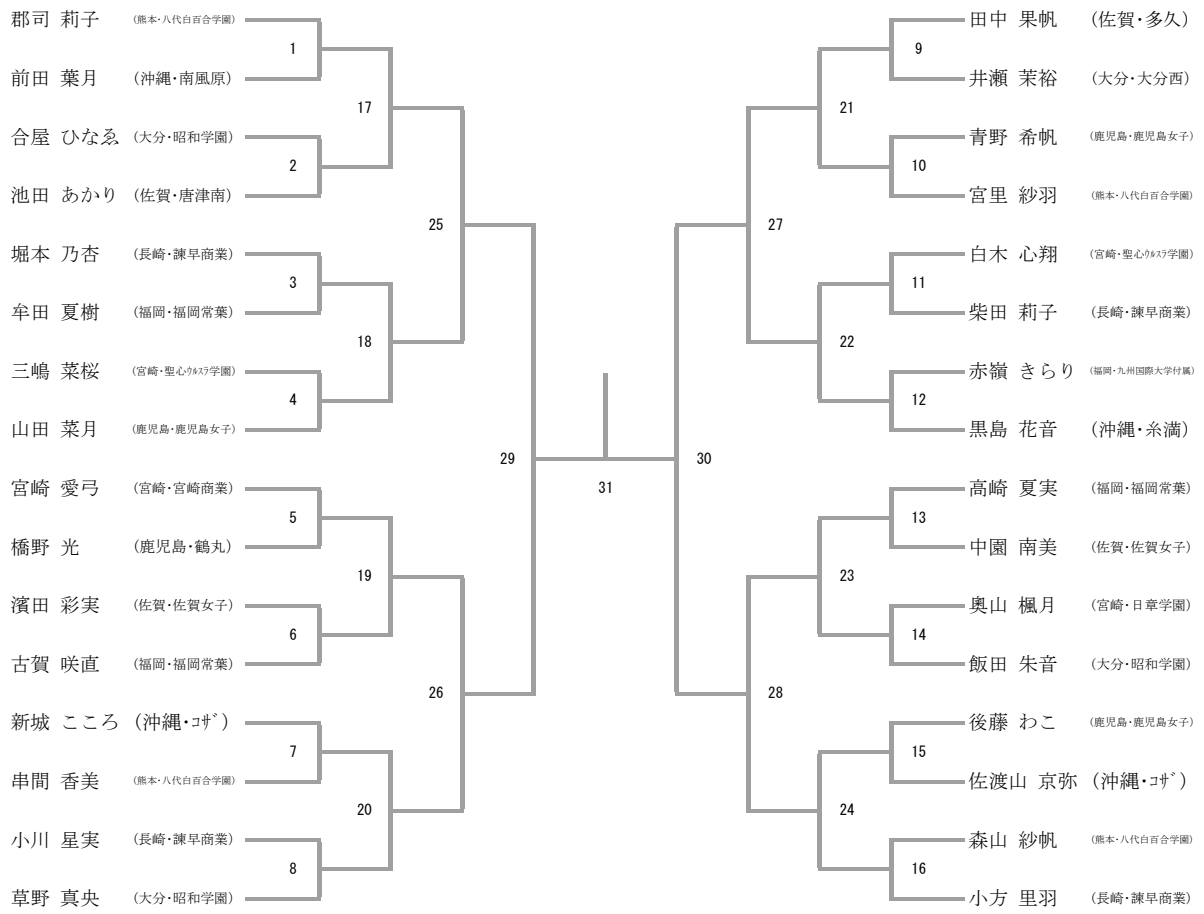 郡司 莉子 (熊本・八代白百合学園)
1
前田 葉月 (沖縄・南風原)
17
合屋 ひなゑ (大分・昭和学園)
2
池田 あかり (佐賀・唐津南)
25
堀本 乃杏 (長崎・諫早商業)
3
牟田 夏樹 (福岡・福岡常葉)
18
三嶋 菜桜 (宮崎・聖心ｳﾙｽﾗ学園)
4
山田 菜月 (鹿児島・鹿児島女子)
29
宮崎 愛弓 (宮崎・宮崎商業)
5
橋野 光 (鹿児島・鶴丸)
19
濱田 彩実 (佐賀・佐賀女子)
6
古賀 咲直 (福岡・福岡常葉)
26
新城 こころ (沖縄・ｺｻﾞ)
7
串間 香美 (熊本・八代白百合学園)
20
小川 星実 (長崎・諫早商業)
8
草野 真央 (大分・昭和学園)
31
田中 果帆 (佐賀・多久)
9
井瀬 茉裕 (大分・大分西)
21
青野 希帆 (鹿児島・鹿児島女子)
10
宮里 紗羽 (熊本・八代白百合学園)
27
白木 心翔 (宮崎・聖心ｳﾙｽﾗ学園)
11
柴田 莉子 (長崎・諫早商業)
22
赤嶺 きらり (福岡・九州国際大学付属)
12
黒島 花音 (沖縄・糸満)
30
高崎 夏実 (福岡・福岡常葉)
13
中園 南美 (佐賀・佐賀女子)
23
奥山 楓月 (宮崎・日章学園)
14
飯田 朱音 (大分・昭和学園)
28
後藤 わこ (鹿児島・鹿児島女子)
15
佐渡山 京弥 (沖縄・ｺｻﾞ)
24
森山 紗帆 (熊本・八代白百合学園)
16
小方 里羽 (長崎・諫早商業)